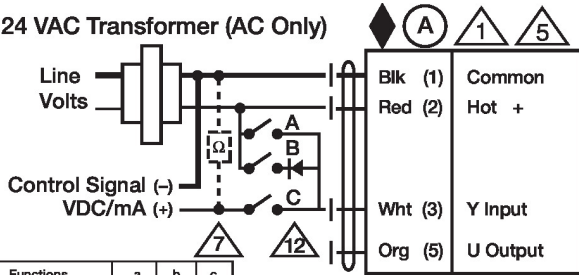 24 VAC Transformer (AC Only)
A
1
5
Line
Volts
Blk (1) Common
Red (2) Hot +
A
Ω
B
Control Signal (–)
VDC/mA (+)
C
Wht (3) Y Input
7
12
Org (5) U Output
Functions a b c